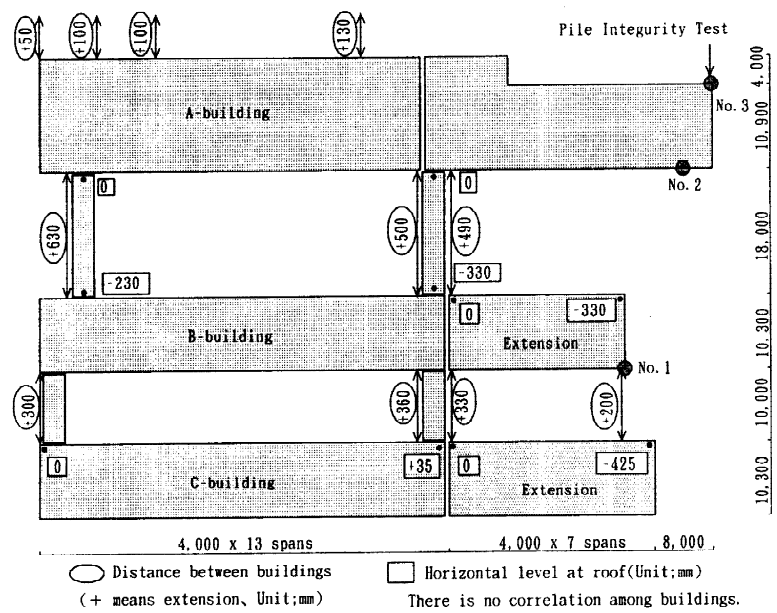 +50
+100
+100
+130
Pile Integurity Test
A-building
No. 3
4.000
10.900
No. 2
0
0
+630
+500
+490
18.000
-230
-330
0
-330
B-building
Extension
10.300
No. 1
+300
+360
+330
+200
10.000
0
+35
0
-425
C-building
Extension
10.300
4.000 x 13 spans
4.000 x 7 spans
8,000
Distance between buildings
Horizontal level at roof(Unit;mm)
(+ means extension、Unit;mm)
There is no correlation among buildings.